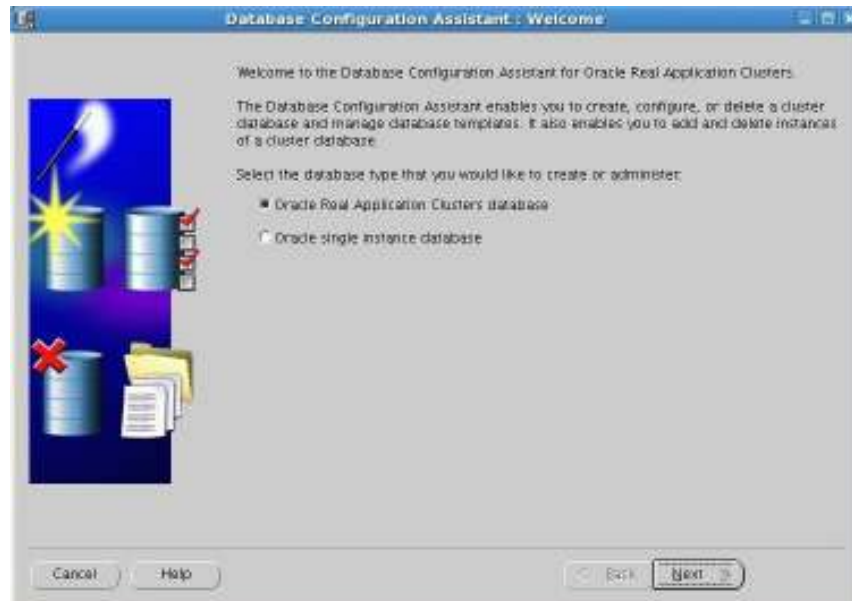 Database Configuration Assistant : Welcome
Welcome to the Database Configuration Assistant for Oracle Real Application Clusters.
The Database Configuration Assistant enables you to create, configure, or delete a cluster
database and manage database templates. It also enables you to add and delete instances
of a cluster database.
Select the database type that you would like to create or administer:
Oracle Real Application Clusters database
Oracle single instance database
Cancel
Help
Back
Next